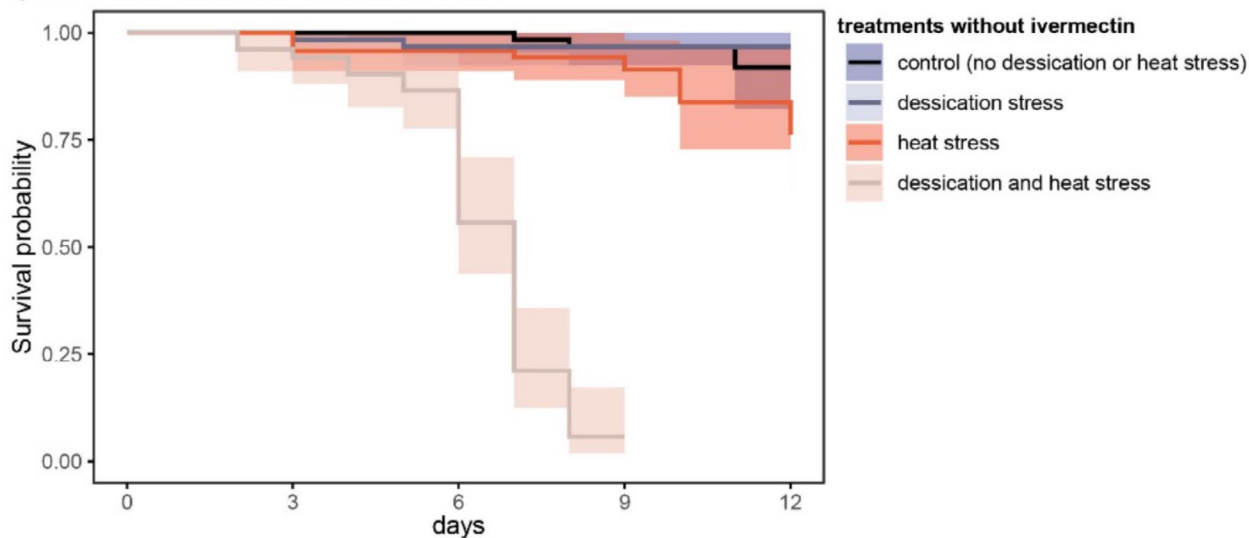 treatments without ivermectin
control (no dessication or heat stress)
dessication stress
heat stress
dessication and heat stress
Survival probability
1.00
0.75
0.50
0.25
0.00
0
3
6
9
12
days